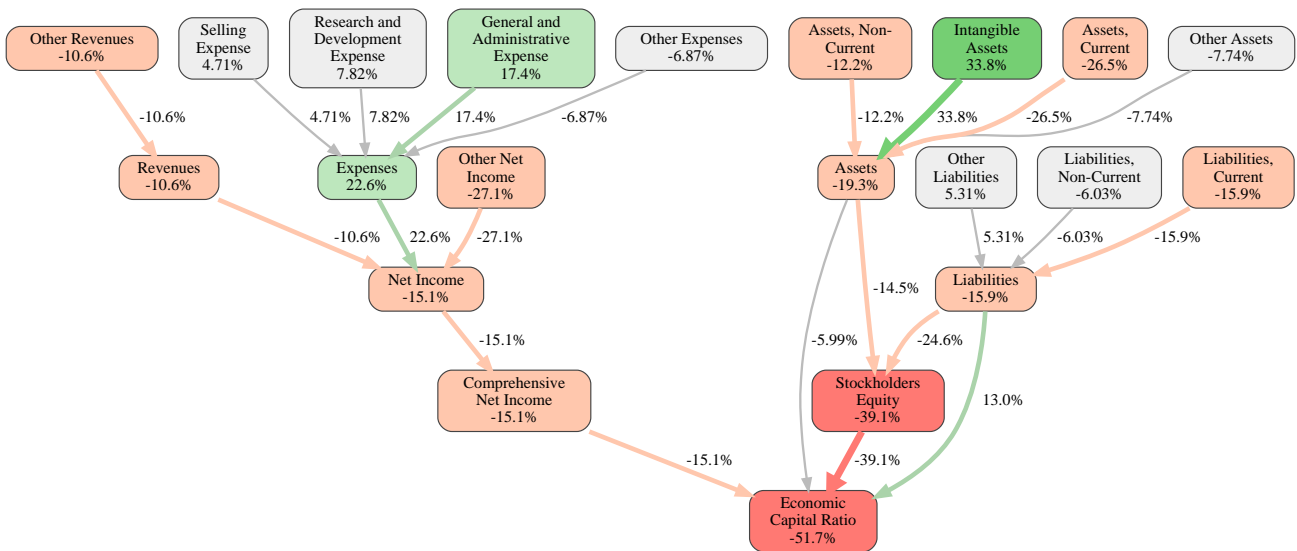 Other Revenues
-10.6%
Selling
Expense
4.71%
Research and
Development
Expense
7.82%
General and
Administrative
Expense
17.4%
Other Expenses
-6.87%
Assets, Non-
Current
-12.2%
Intangible
Assets
33.8%
Assets,
Current
-26.5%
Other Assets
-7.74%
-10.6%
4.71%
7.82%
17.4%
-6.87%
-12.2%
33.8%
-26.5%
-7.74%
Revenues
-10.6%
Expenses
22.6%
Other Net
Income
-27.1%
Assets
-19.3%
Other
Liabilities
5.31%
Liabilities,
Non-Current
-6.03%
Liabilities,
Current
-15.9%
-10.6%
22.6%
-27.1%
5.31%
-6.03%
-15.9%
Net Income
-15.1%
-14.5%
Liabilities
-15.9%
-15.1%
-5.99%
-24.6%
Comprehensive
Net Income
-15.1%
Stockholders
Equity
-39.1%
13.0%
-15.1%
-39.1%
Economic
Capital Ratio
-51.7%